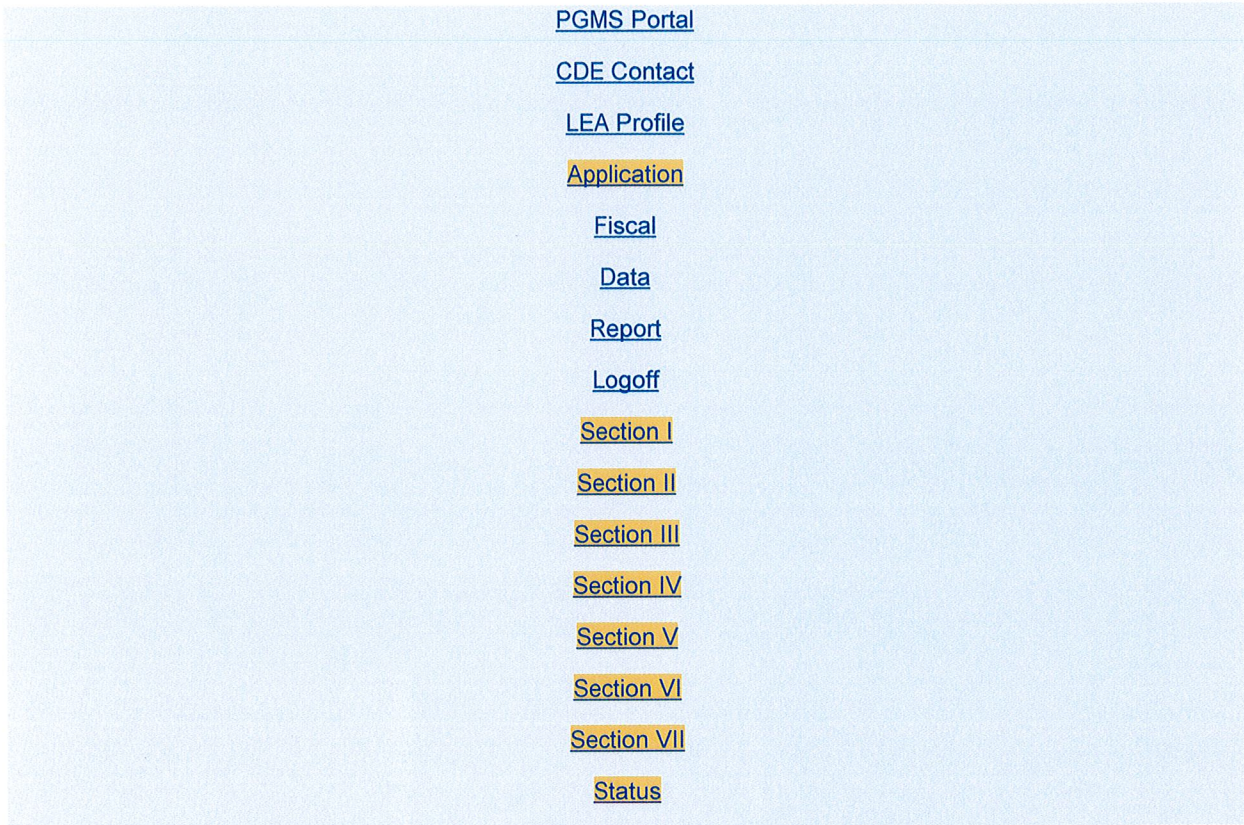 PGMS Portal
CDE Contact
LEA Profile
Application
Fiscal
Data
Report
Logoff
Section I
Section II
Section III
Section IV
Section V
Section VI
Section VII
Status